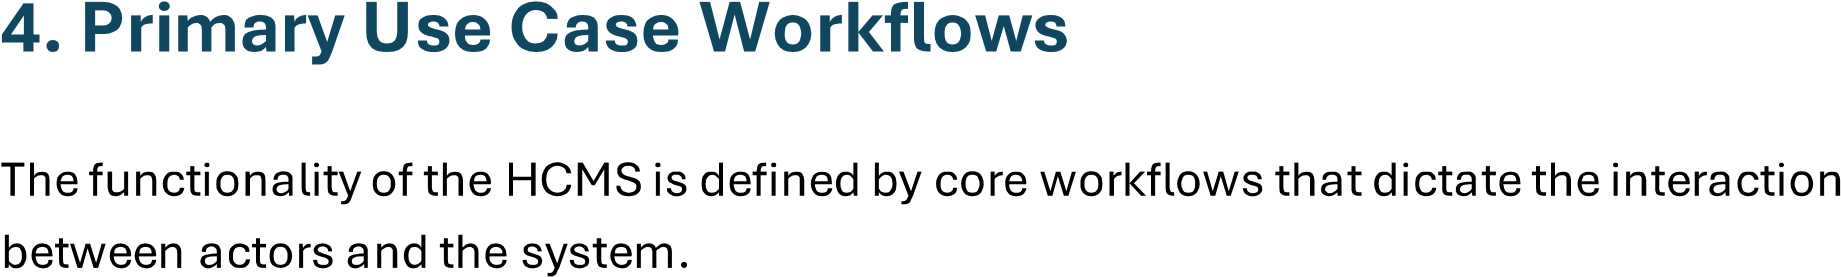 4. Primary Use Case Workflows
The functionality of the HCMS is defined by core workflows that dictate the interaction
between actors and the system.